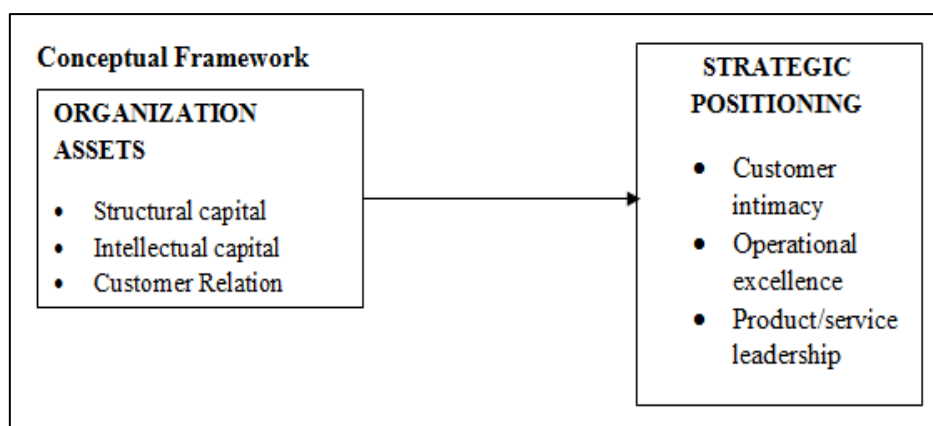 Conceptual Framework
ORGANIZATION
ASSETS
• Structural capital
• Intellectual capital
• Customer Relation
STRATEGIC
POSITIONING
• Customer
intimacy
• Operational
excellence
• Product/service
leadership